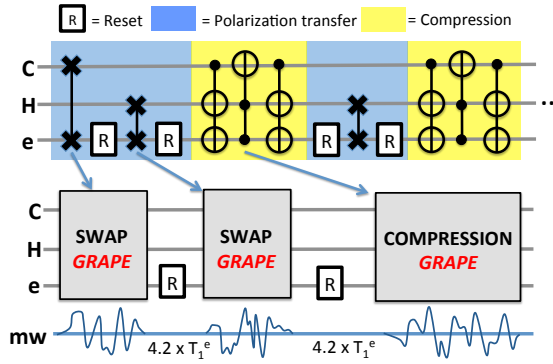 R = Reset = Polarization transfer = Compression
C
H
e R R R R ..
C
H
e
SWAP
GRAPE
R
SWAP
GRAPE
R
COMPRESSION
GRAPE
mw 4.2 x T₁ᵉ 4.2 x T₁ᵉ